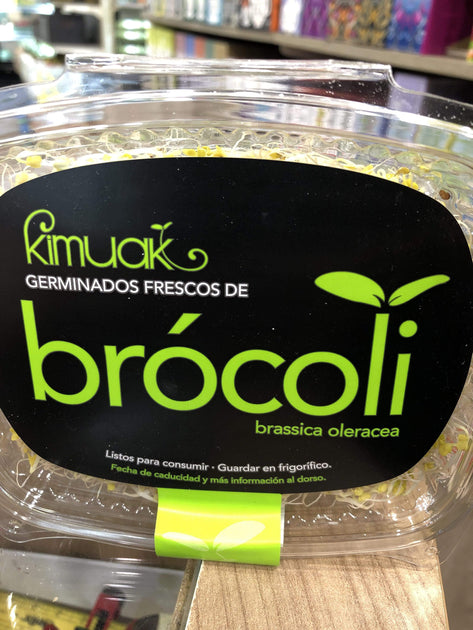 kimuak
GERMINADOS FRESCOS DE
brócoli
brassica oleracea
Listos para consumir · Guardar en frigorífico.
Fecha de caducidad y más información al dorso.